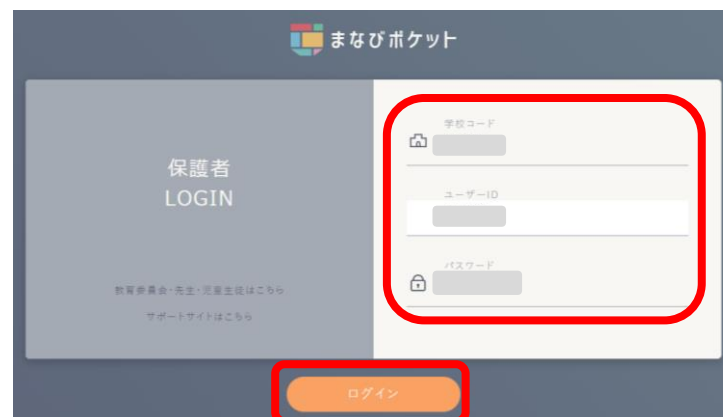 まなびポケット
保護者
LOGIN
教育委員会・先生・児童生徒はこちら
サポートサイトはこちら
学校コード
ユーザーID
パスワード
ログイン